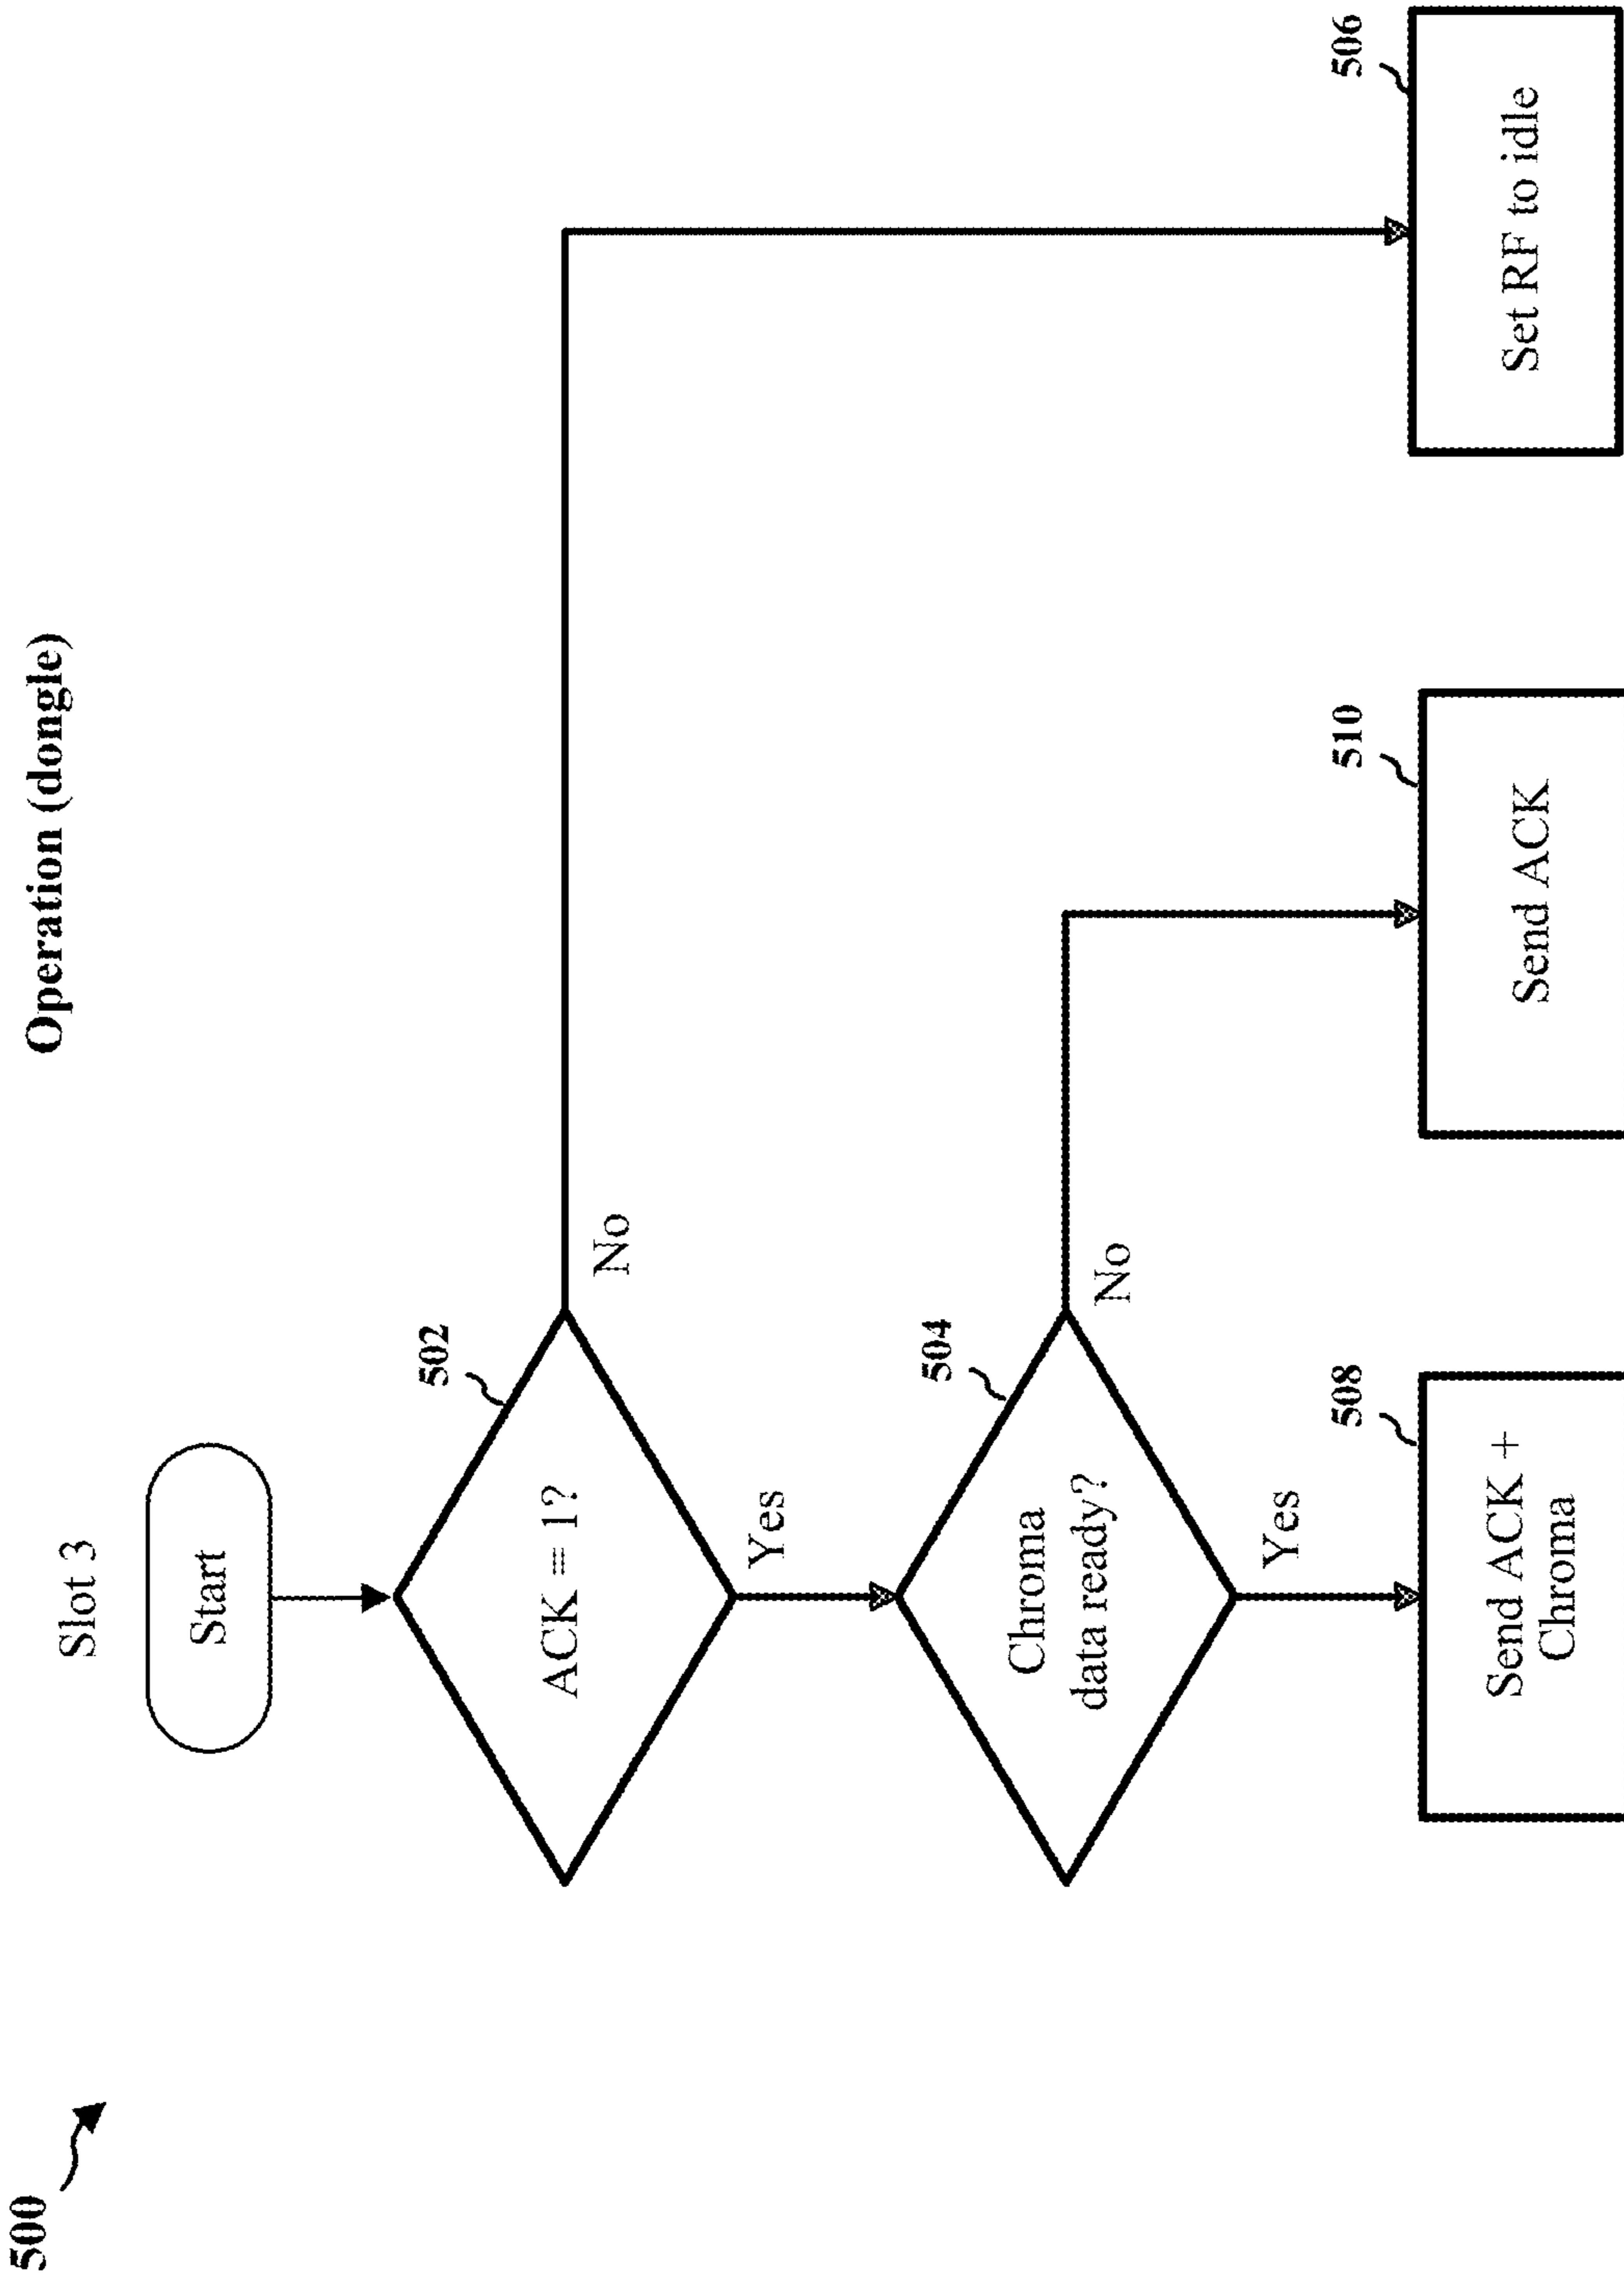 500
Operation (dongle)
Slot 3
Start
502
ACK = 1?
No
Yes
504
Chroma
data ready?
No
Yes
508
Send ACK +
Chroma
510
Send ACK
506
Set RF to idle